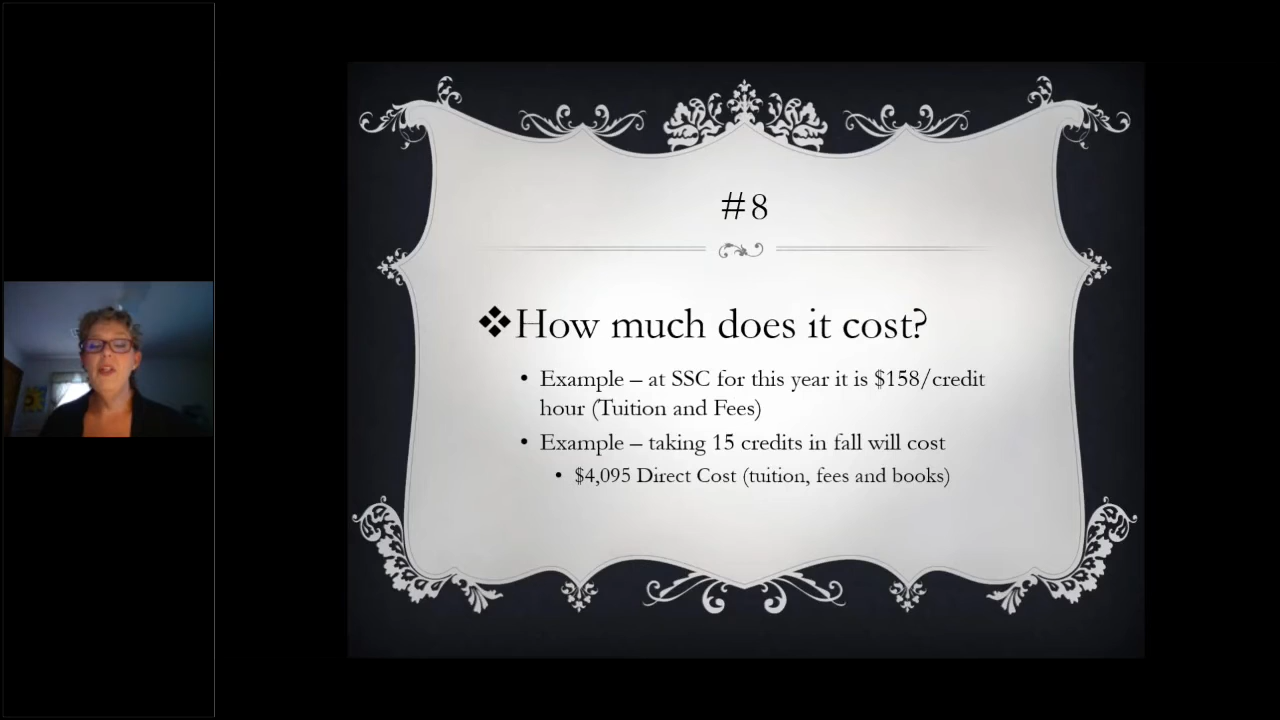 #8
❖How much does it cost?
• Example – at SSC for this year it is $158/credit
hour (Tuition and Fees)
• Example – taking 15 credits in fall will cost
• $4,095 Direct Cost (tuition, fees and books)